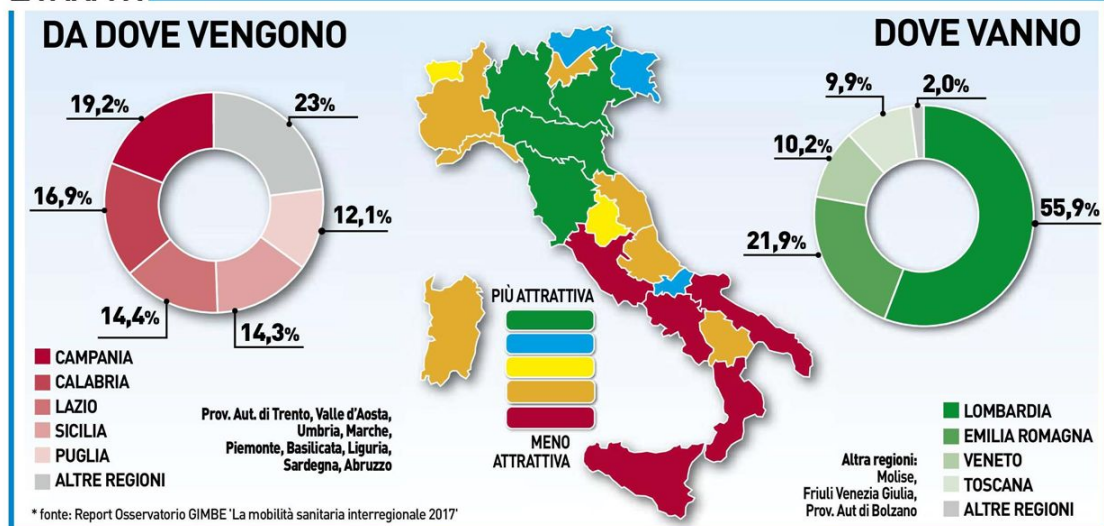 DA DOVE VENGONO
19,2%
23%
16,9%
12,1%
14,4%
14,3%
CAMPANIA
CALABRIA
LAZIO
SICILIA
PUGLIA
ALTRE REGIONI
Prov. Aut. di Trento, Valle d'Aosta,
Umbria, Marche,
Piemonte, Basilicata, Liguria,
Sardegna, Abruzzo
* fonte: Report Osservatorio GIMBE 'La mobilità sanitaria interregionale 2017'
PIÙ ATTRATTIVA
MENO
ATTRATTIVA
DOVE VANNO
9,9%
2,0%
10,2%
55,9%
21,9%
LOMBARDIA
EMILIA ROMAGNA
VENETO
TOSCANA
ALTRE REGIONI
Altra regioni:
Molise,
Friuli Venezia Giulia,
Prov. Aut di Bolzano